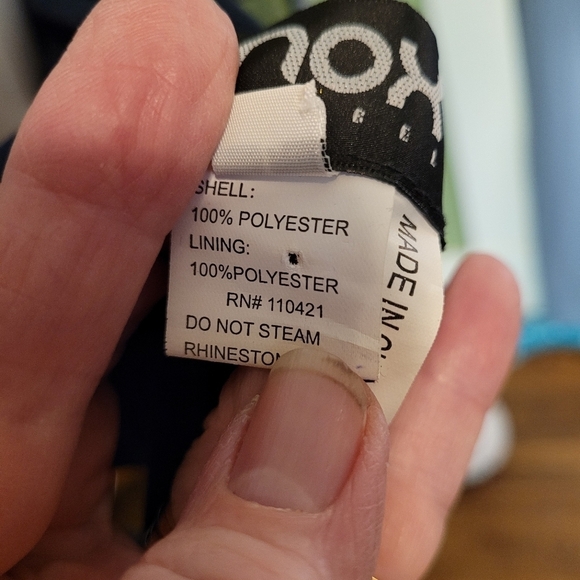 SHELL:
100% POLYESTER
LINING:
100%POLYESTER
RN# 110421
DO NOT STEAM
MADE IN